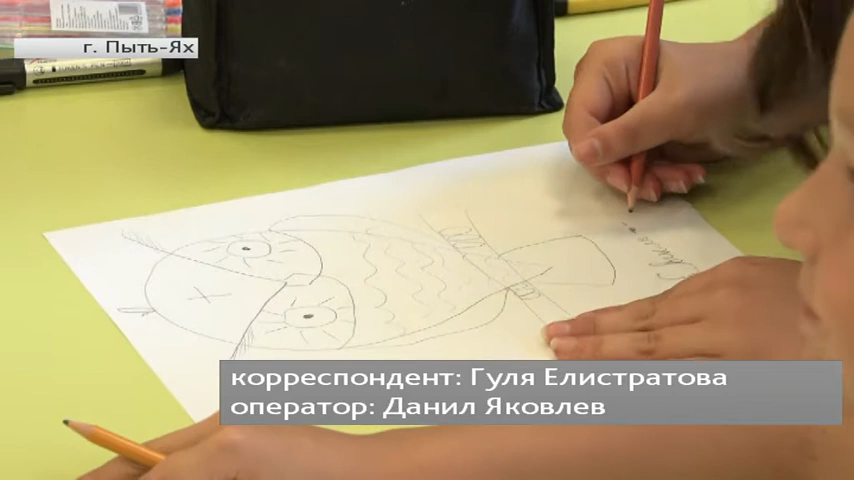 г. Пыть-Ях
корреспондент: Гуля Елистратова
оператор: Данил Яковлев